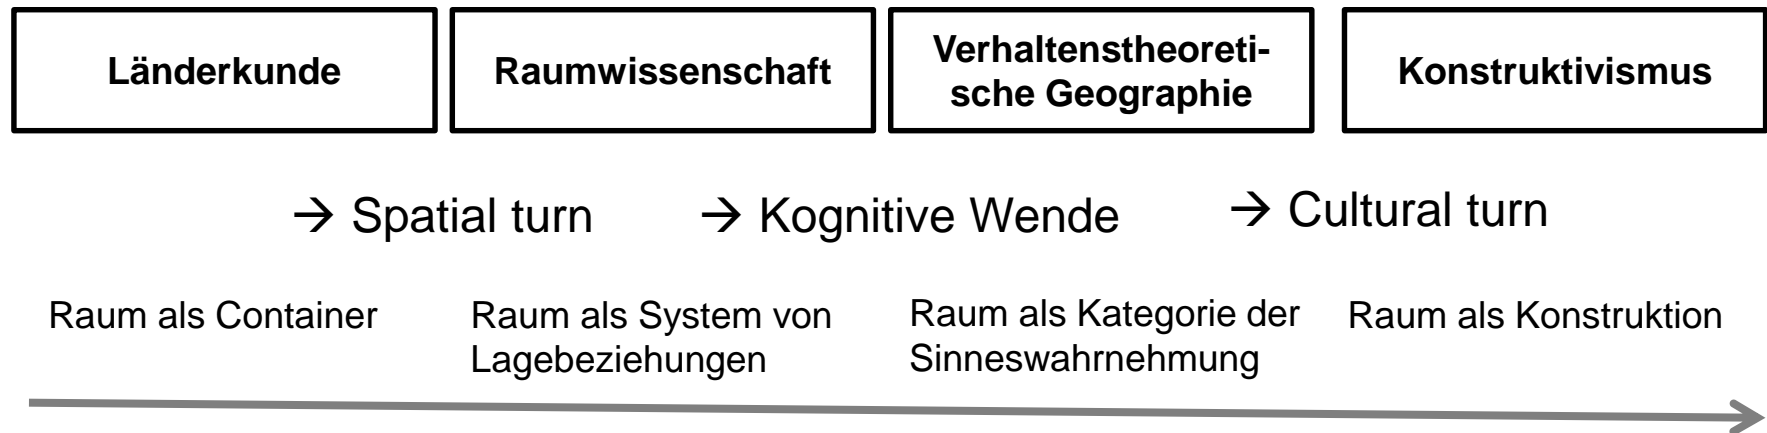 Länderkunde
Raumwissenschaft
Verhaltenstheoreti-
sche Geographie
Konstruktivismus
→ Spatial turn
→ Kognitive Wende
→ Cultural turn
Raum als Container
Raum als System von
Lagebeziehungen
Raum als Kategorie der
Sinneswahrnehmung
Raum als Konstruktion